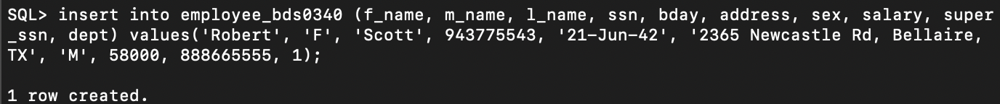 SQL> insert into employee_bds0340 (f_name, m_name, l_name, ssn, bday, address, sex, salary, super
_ssn, dept) values('Robert', 'F', 'Scott', 943775543, '21-Jun-42', '2365 Newcastle Rd, Bellaire,
TX', 'M', 58000, 888665555, 1);
1 row created.